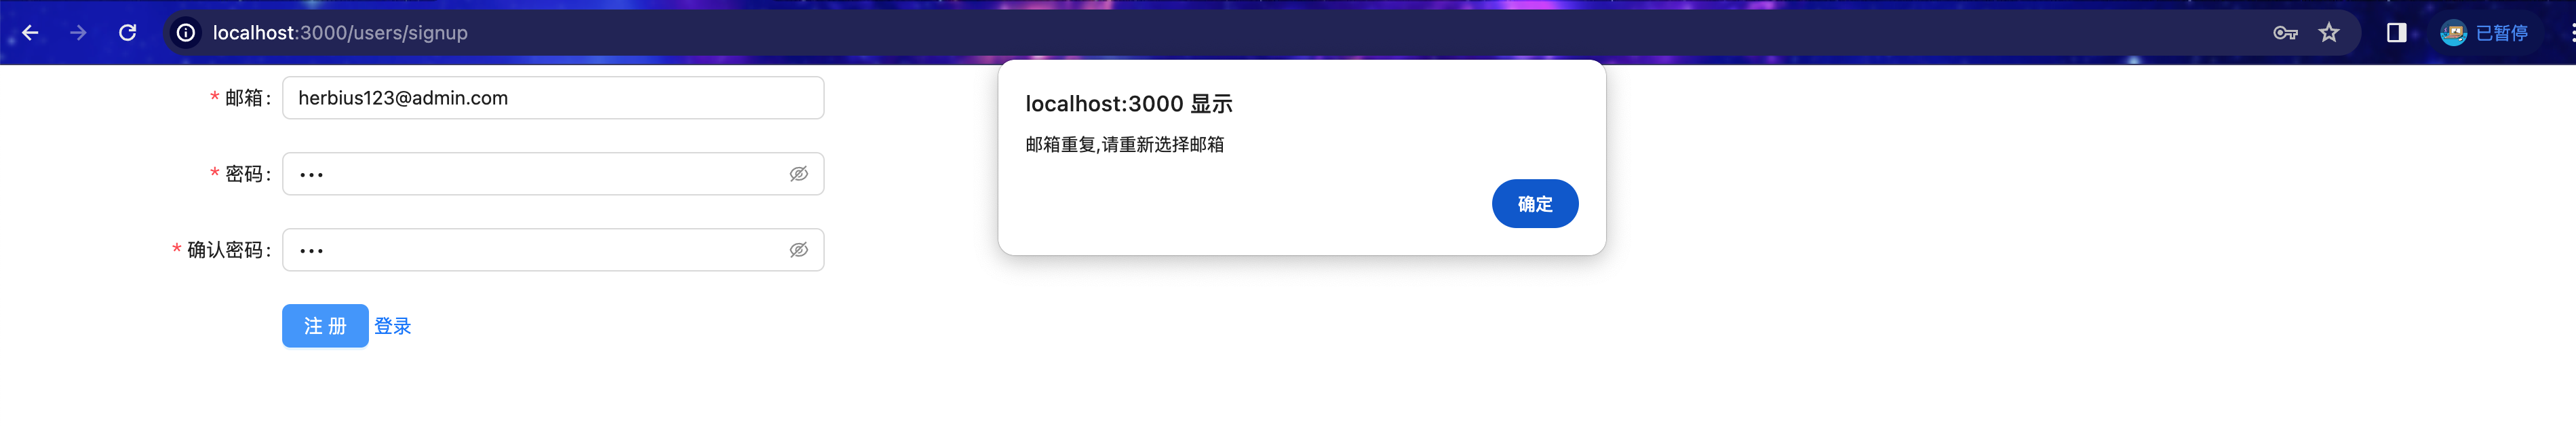 localhost:3000/users/signup
已暂停
* 邮箱: herbius123@admin.com
* 密码: •••
* 确认密码: •••
注 册 登录
localhost:3000 显示
邮箱重复,请重新选择邮箱
确定